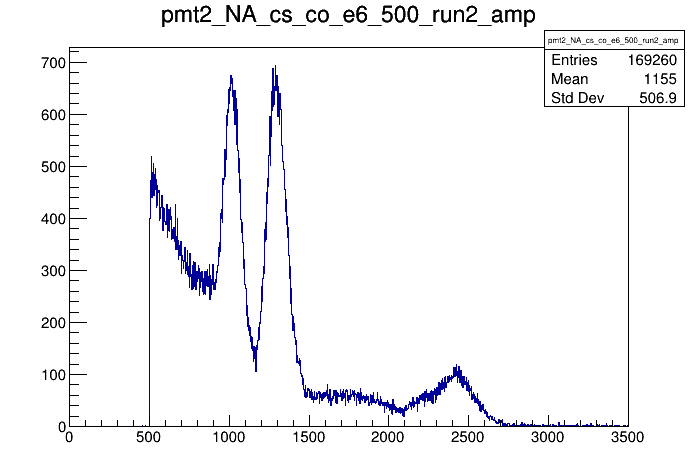 pmt2_NA_cs_co_e6_500_run2_amp
pmt2_NA_cs_co_e6_500_run2_amp
Entries 169260
Mean 1155
Std Dev 506.9
700
600
500
400
300
200
100
0
0 500 1000 1500 2000 2500 3000 3500